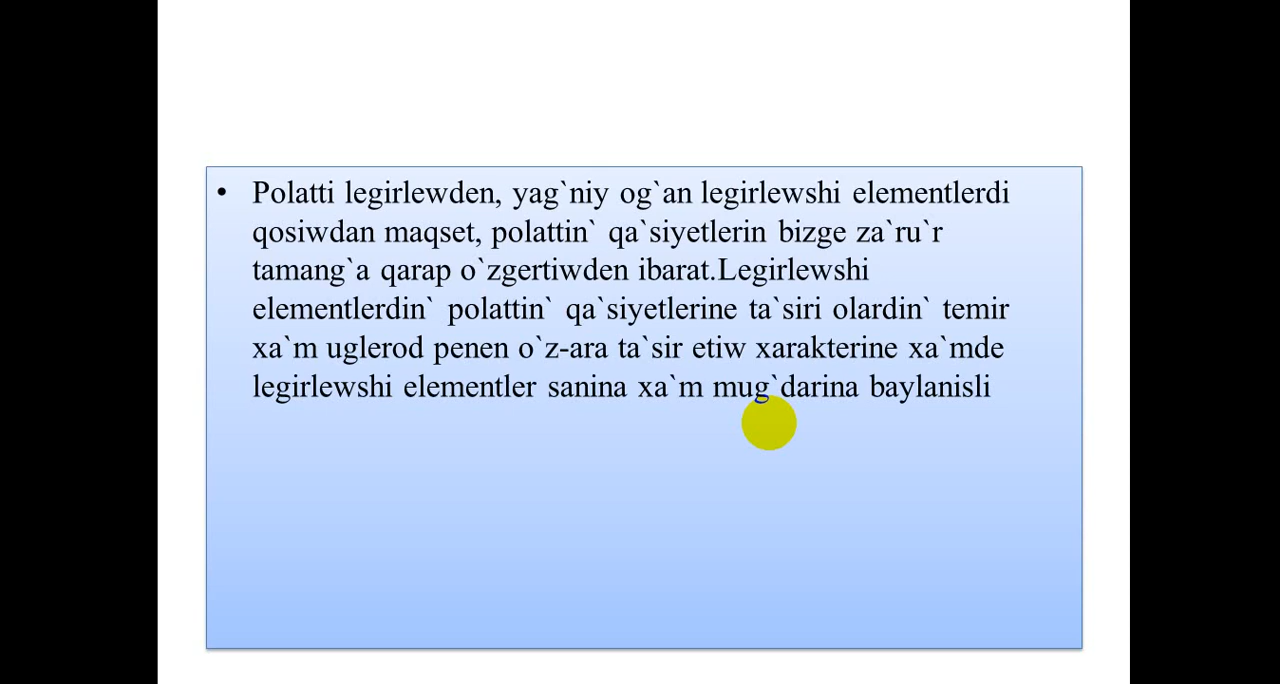 • Polatti legirlewden, yag`niy og`an legirlewshi elementlerdi
qosiwdan maqset, polattin` qa`siyetlerin bizge za`ru`r
tamang`a qarap o`zgertiwden ibarat.Legirlewshi
elementlerdin` polattin` qa`siyetlerine ta`siri olardin` temir
xa`m uglerod penen o`z-ara ta`sir etiw xarakterine xa`mde
legirlewshi elementler sanina xa`m mug`darina baylanisli